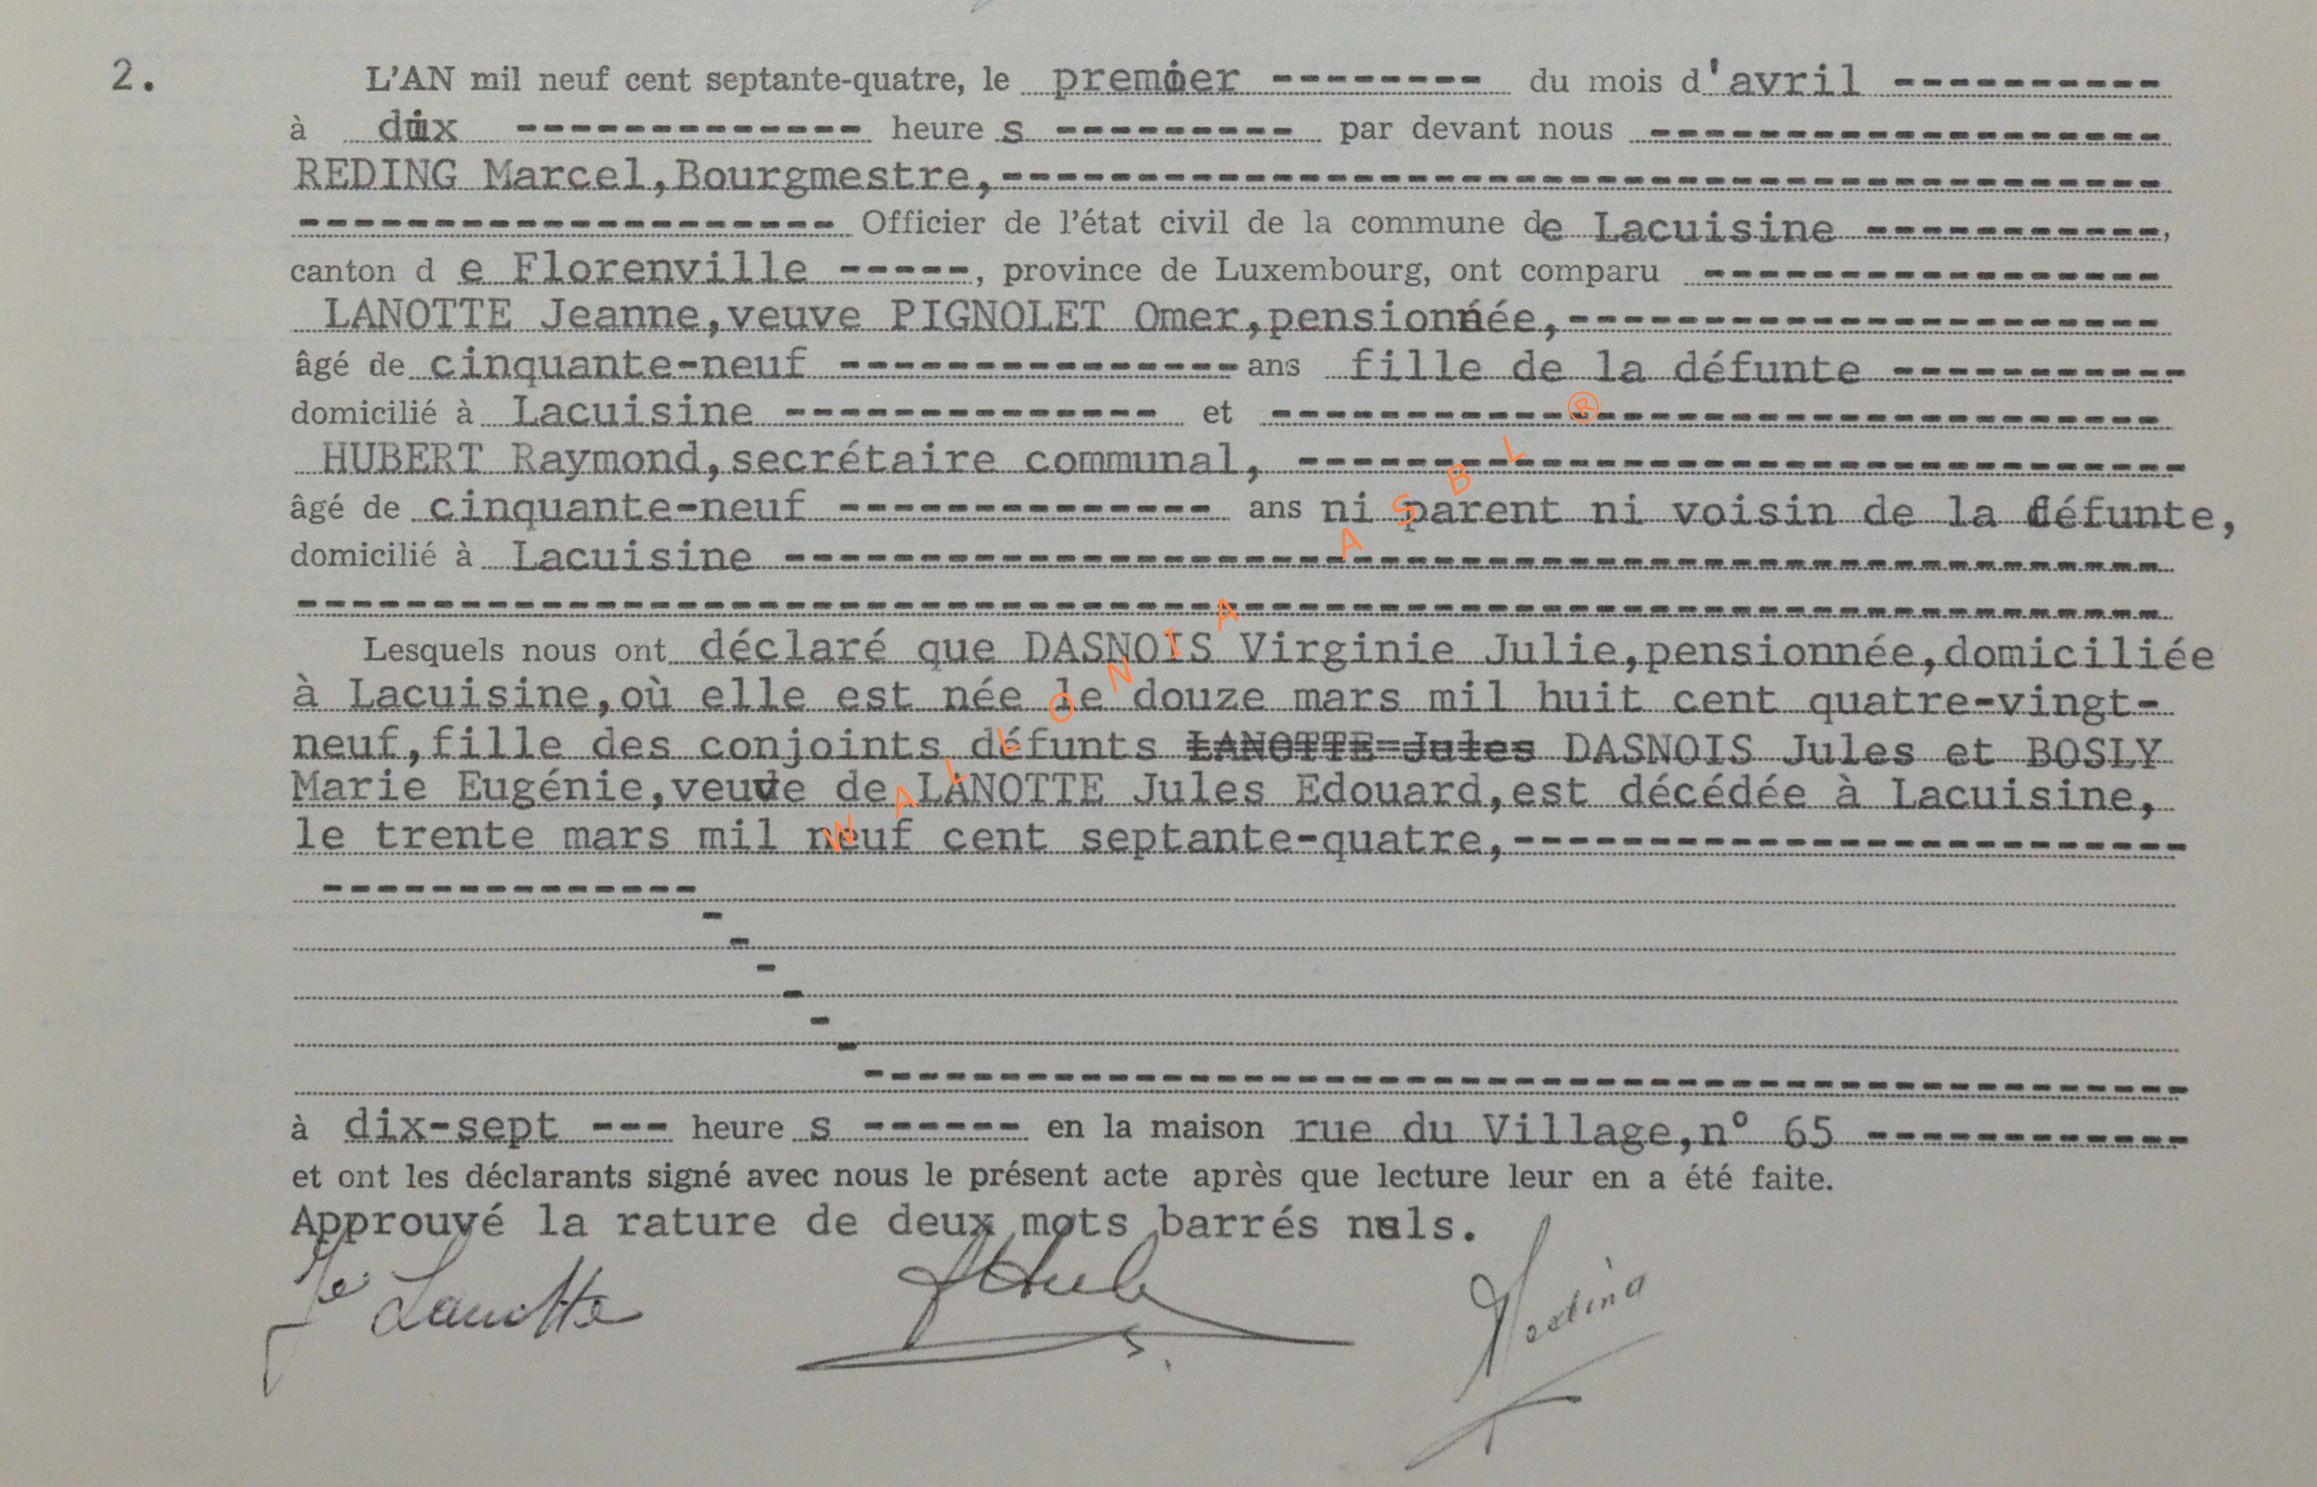 2. L'AN mil neuf cent septante-quatre, le premier -------- du mois d'avril ----------
à dix ------------- heure s --------- par devant nous -------------------
REDING Marcel,Bourgmestre,-------------------------------------------
-------------------- Officier de l'état civil de la commune de Lacuisine -----------,
canton d e Florenville -----, province de Luxembourg, ont comparu -----------------
LANOTTE Jeanne,veuve PIGNOLET Omer,pensionnée,----------------------
âgé de cinquante-neuf --------------- ans fille de la défunte -----------
domicilié à Lacuisine -------------- et ----------------------------------
HUBERT Raymond,secrétaire communal, ---------------------------------
âgé de cinquante-neuf -------------- ans ni parent ni voisin de la défunte,
domicilié à Lacuisine ---------------------------------------------------
---------------------------------------------------------------------
Lesquels nous ont déclaré que DASNOIS Virginie Julie,pensionnée,domiciliée
à Lacuisine,où elle est née le douze mars mil huit cent quatre-vingt-
neuf,fille des conjoints défunts LANOTTE Jules DASNOIS Jules et BOSLY
Marie Eugénie,veuve de LANOTTE Jules Edouard,est décédée à Lacuisine,
le trente mars mil neuf cent septante-quatre,-------------------------
--------------
-------------------------------------------------
à dix-sept --- heure s ------ en la maison rue du Village,n° 65 ------------
et ont les déclarants signé avec nous le présent acte après que lecture leur en a été faite.
Approuvé la rature de deux mots barrés nuls.
Je Lanotte Reding
WALLONIA ASBL ®